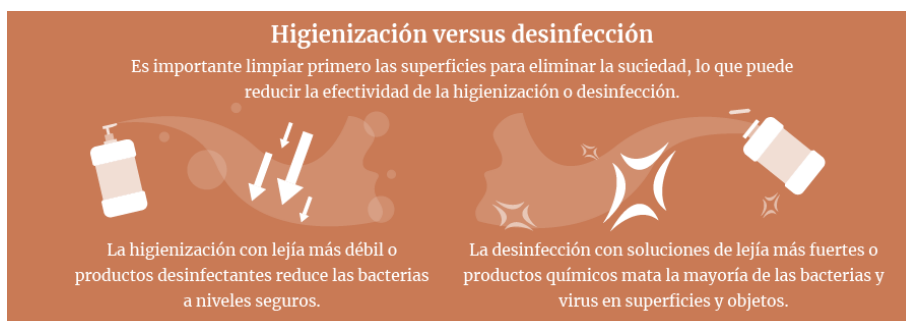 Higienización versus desinfección
Es importante limpiar primero las superficies para eliminar la suciedad, lo que puede
reducir la efectividad de la higienización o desinfección.
La higienización con lejía más débil o
productos desinfectantes reduce las bacterias
a niveles seguros.
La desinfección con soluciones de lejía más fuertes o
productos químicos mata la mayoría de las bacterias y
virus en superficies y objetos.